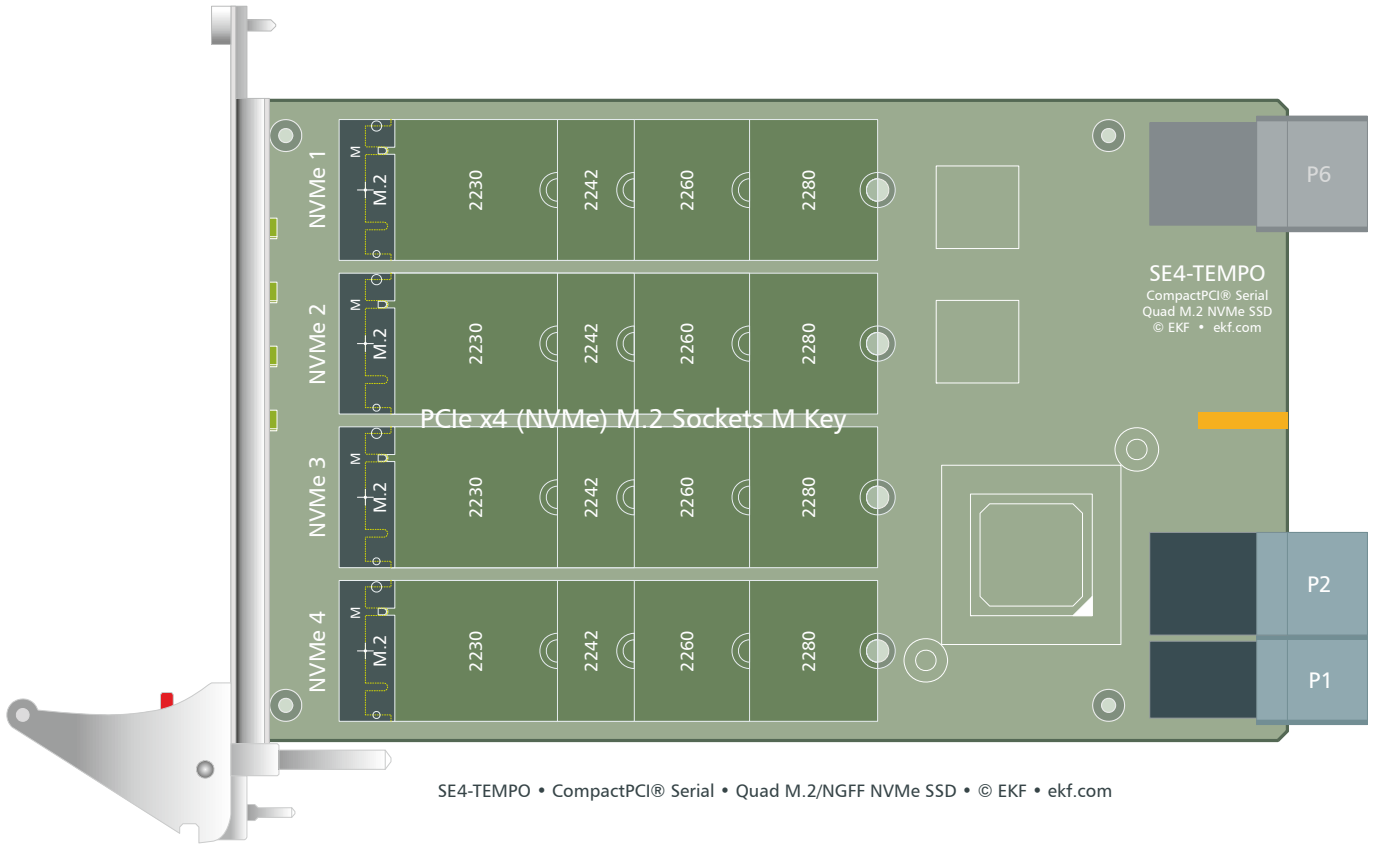 NVMe 1
M
M.2
2230
2242
2260
2280
P6
SE4-TEMPO
CompactPCI® Serial
Quad M.2 NVMe SSD
© EKF • ekf.com
NVMe 2
M
M.2
2230
2242
2260
2280
PCIe x4 (NVMe) M.2 Sockets M Key
NVMe 3
M
M.2
2230
2242
2260
2280
P2
NVMe 4
M
M.2
2230
2242
2260
2280
P1
SE4-TEMPO • CompactPCI® Serial • Quad M.2/NGFF NVMe SSD • © EKF • ekf.com